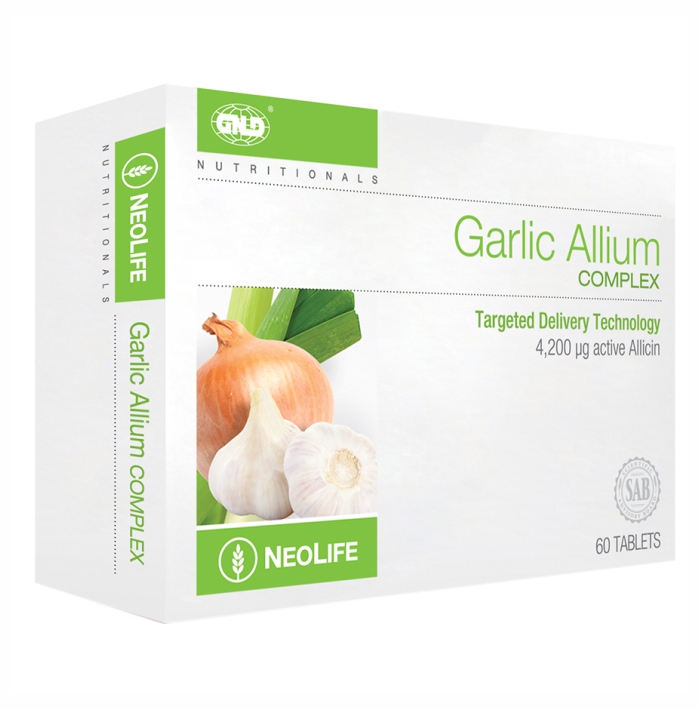 GNLD®
NUTRITIONALS
Garlic Allium
COMPLEX
Targeted Delivery Technology
4,200 µg active Allicin
SAB
60 TABLETS
NEOLIFE
NUTRITIONALS
NEOLIFE
Garlic Allium COMPLEX